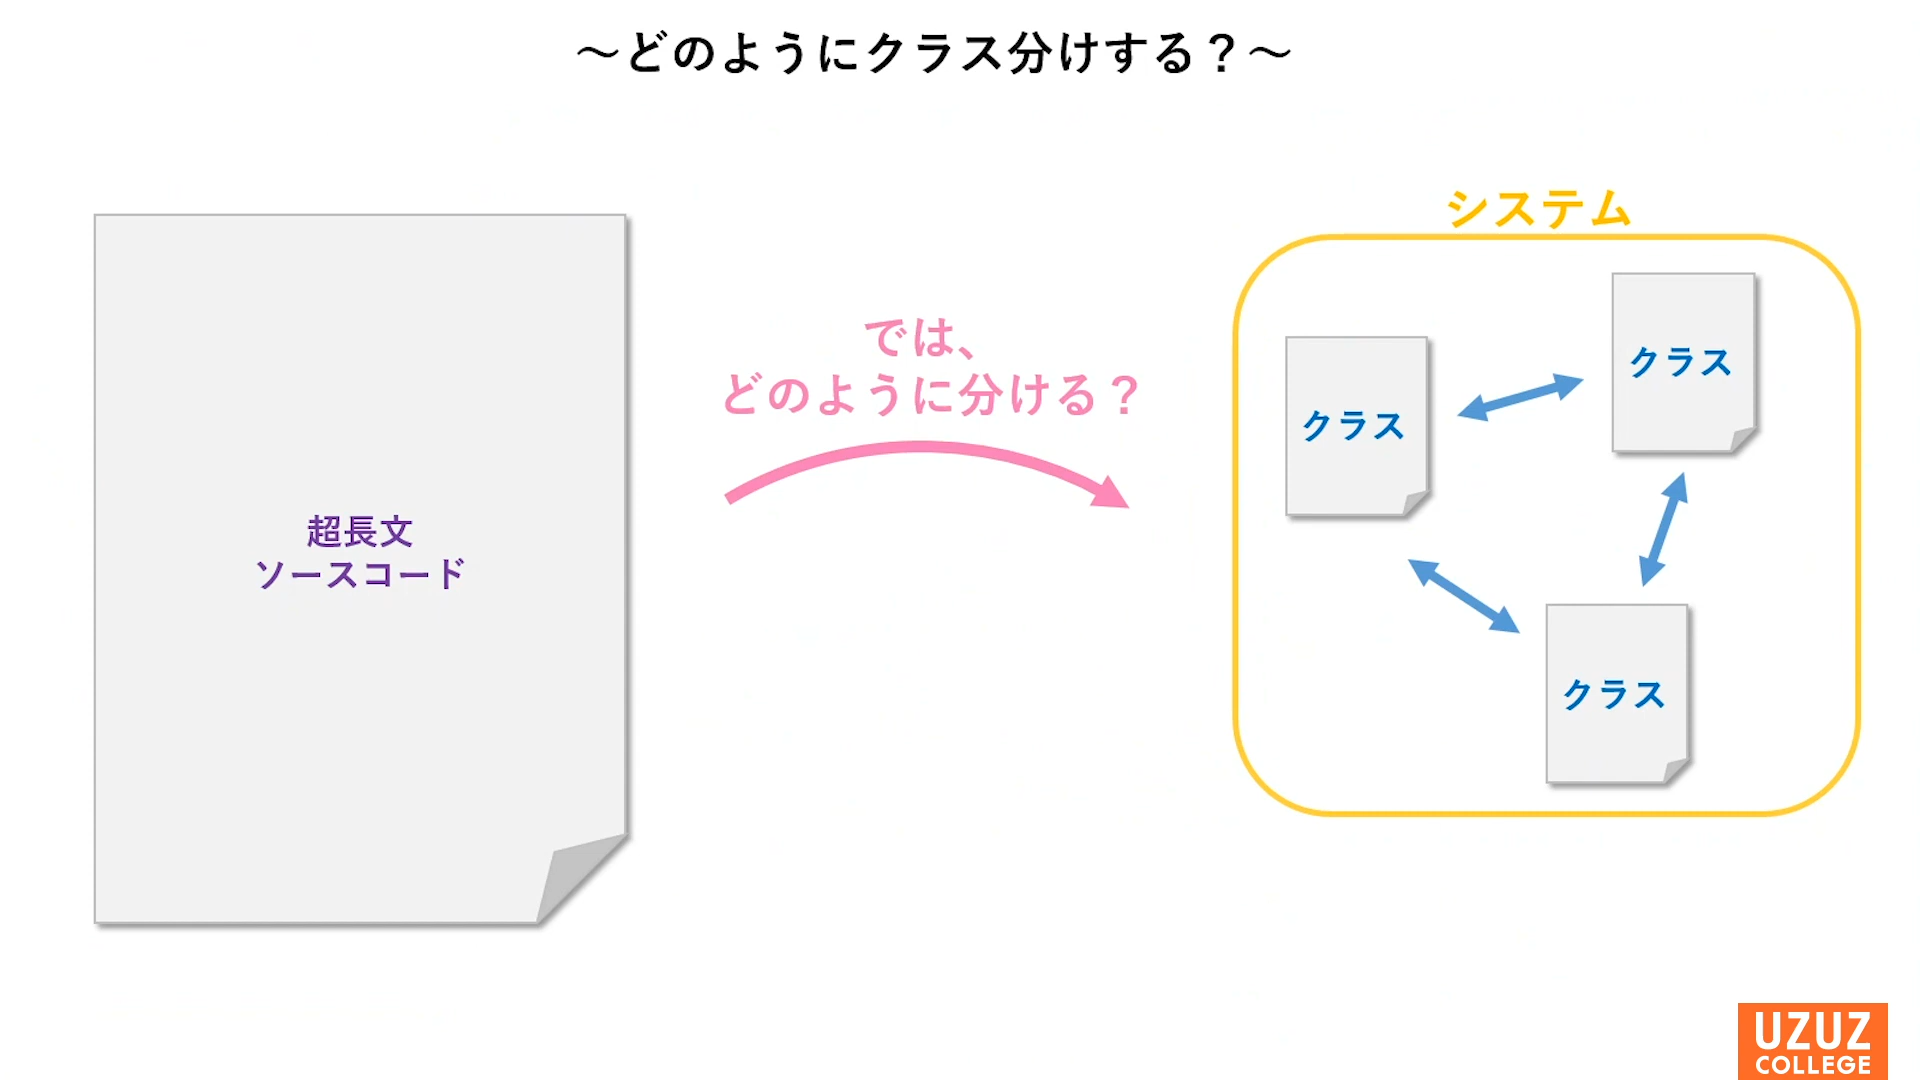 ～どのようにクラス分けする？～
超長文
ソースコード
では、
どのように分ける？
システム
クラス
クラス
クラス
UZUZ
COLLEGE